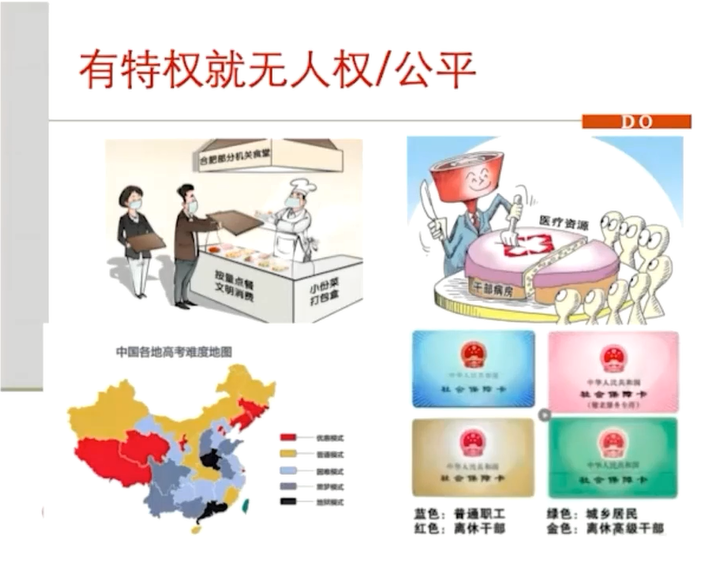 有特权就无人权/公平
DO
合肥部分机关食堂
按量点餐
文明消费
小份菜
打包盒
医疗资源
干部病房
中国各地高考难度地图
优惠模式
普通模式
困难模式
噩梦模式
地狱模式
中华人民共和国
社会保障卡
中华人民共和国
社会保障卡
中华人民共和国
社会保障卡
中华人民共和国
社会保障卡
蓝色：普通职工
红色：离休干部
绿色：城乡居民
金色：离休高级干部